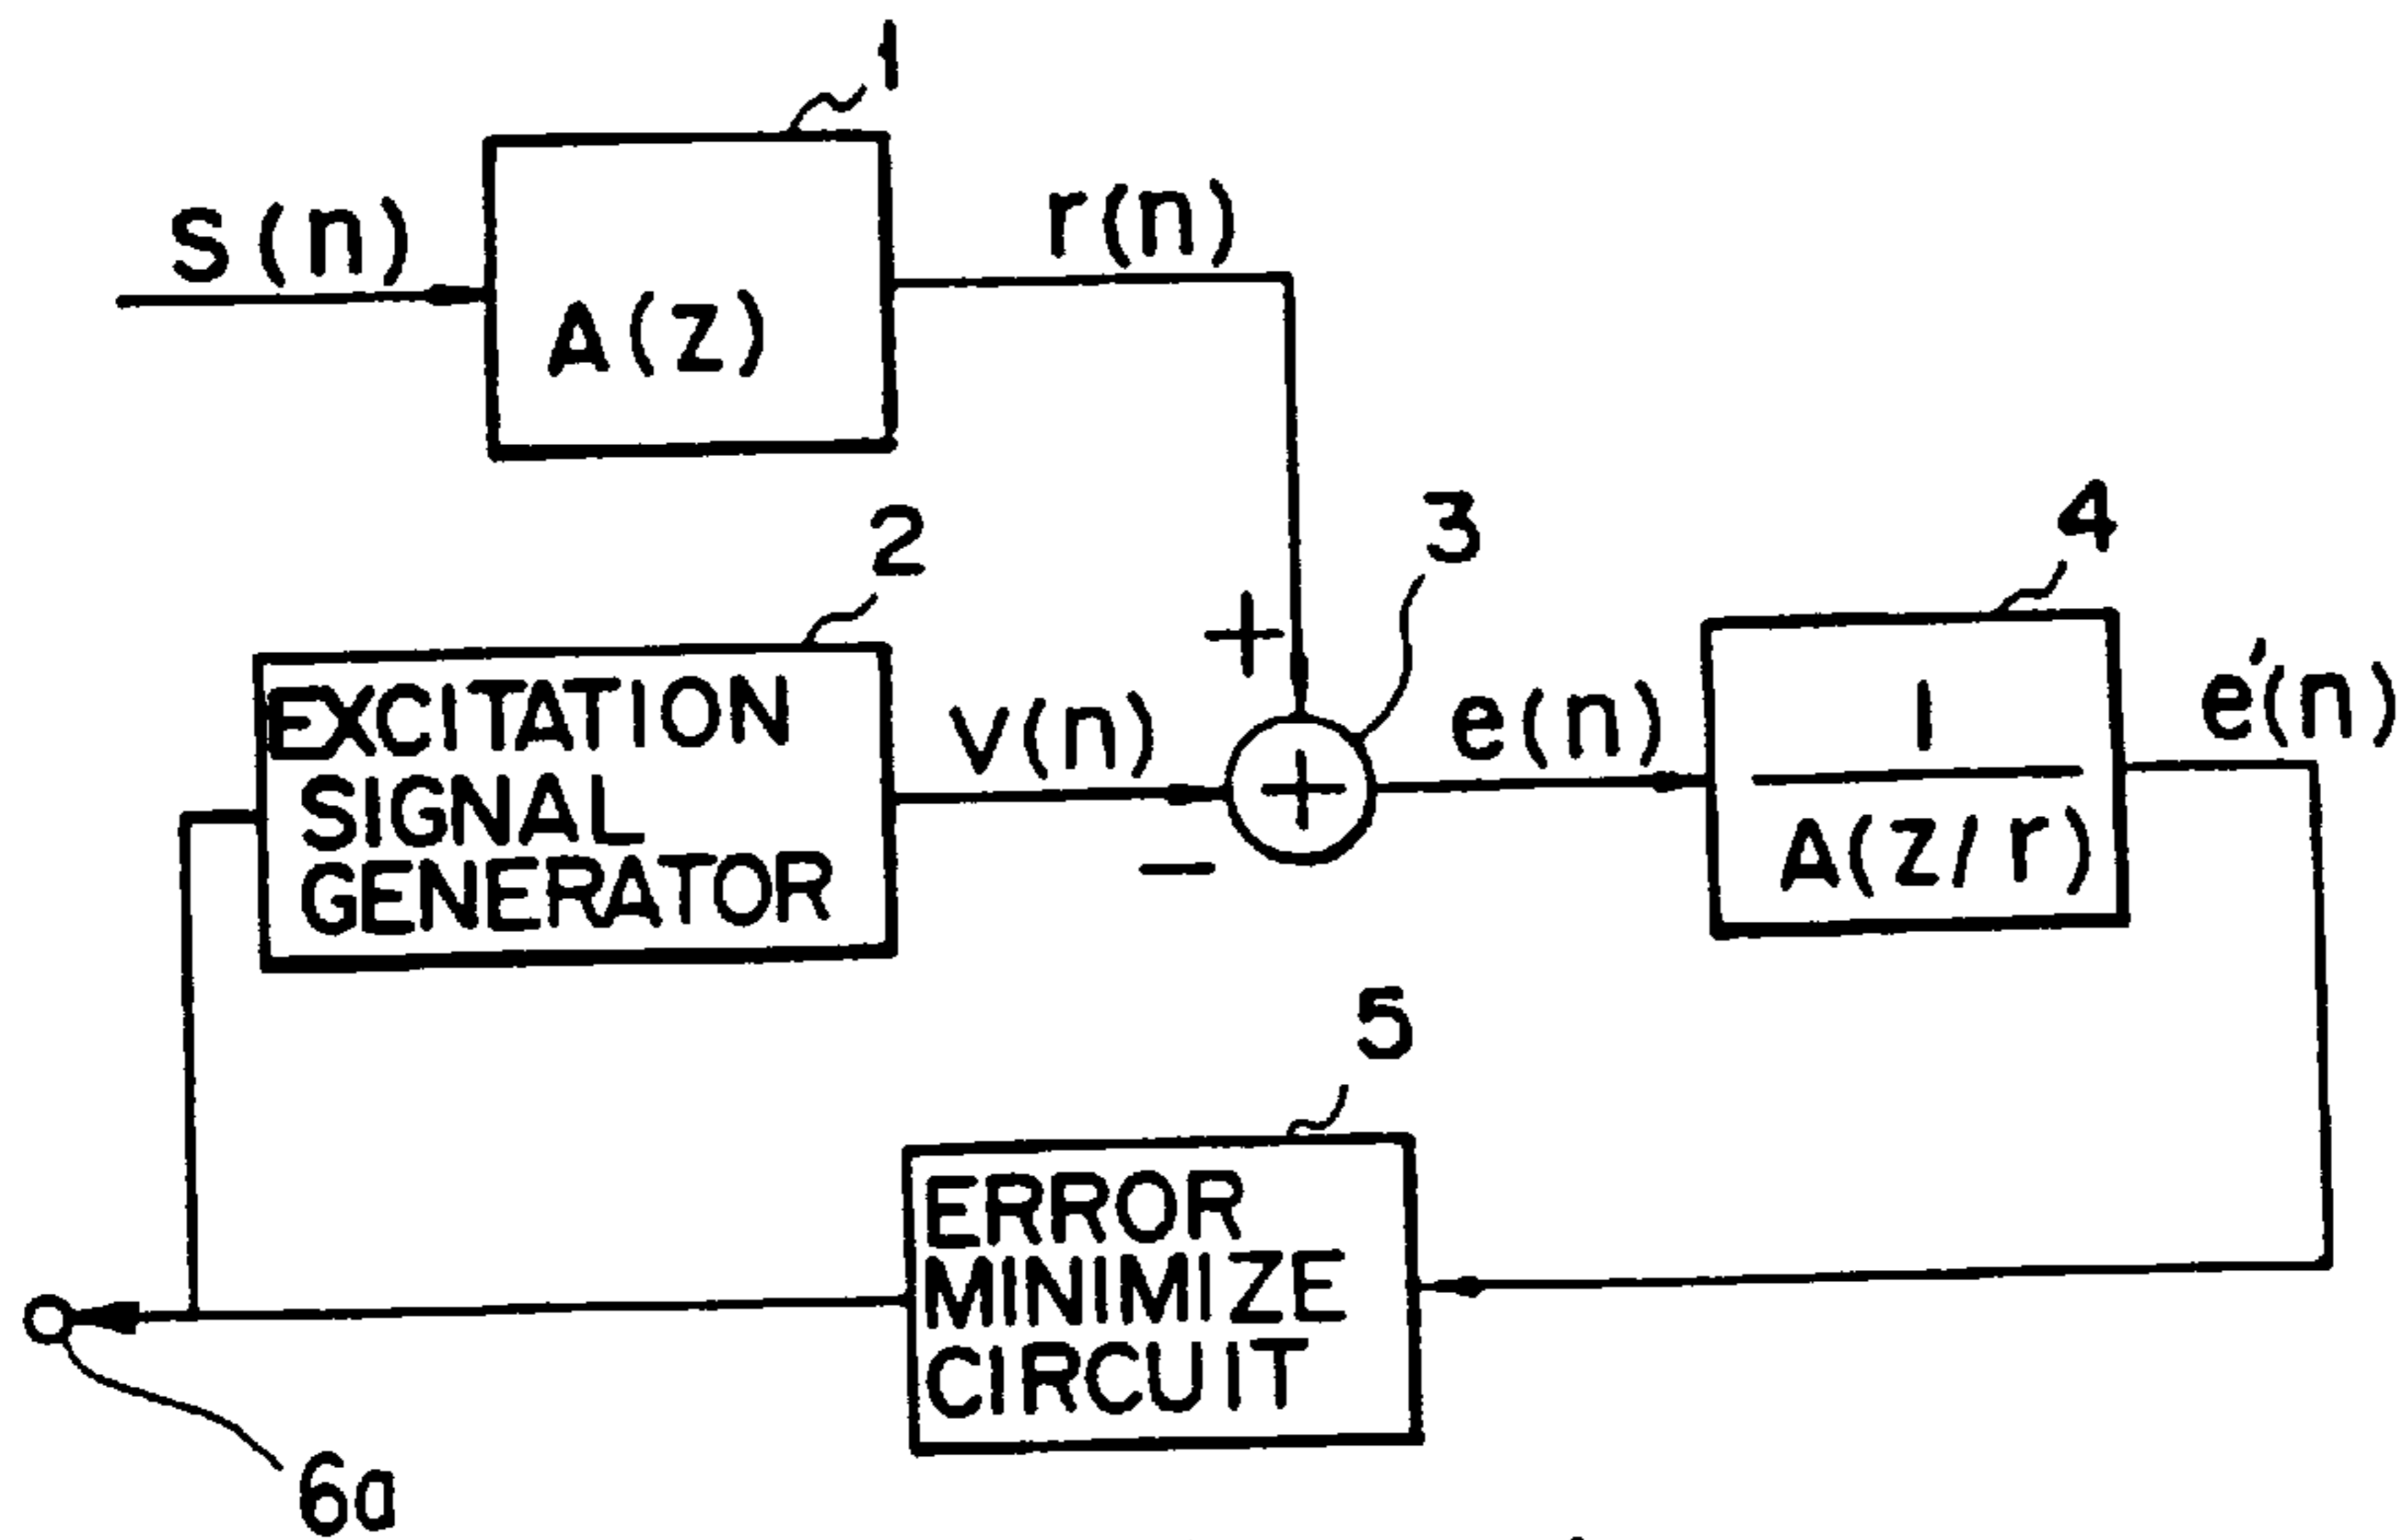 1
s(n)
r(n)
A(z)
2
3
4
EXCITATION
SIGNAL
GENERATOR
v(n)
+
−
+
e(n)
1
A(z/r)
e'(n)
5
ERROR
MINIMIZE
CIRCUIT
6a